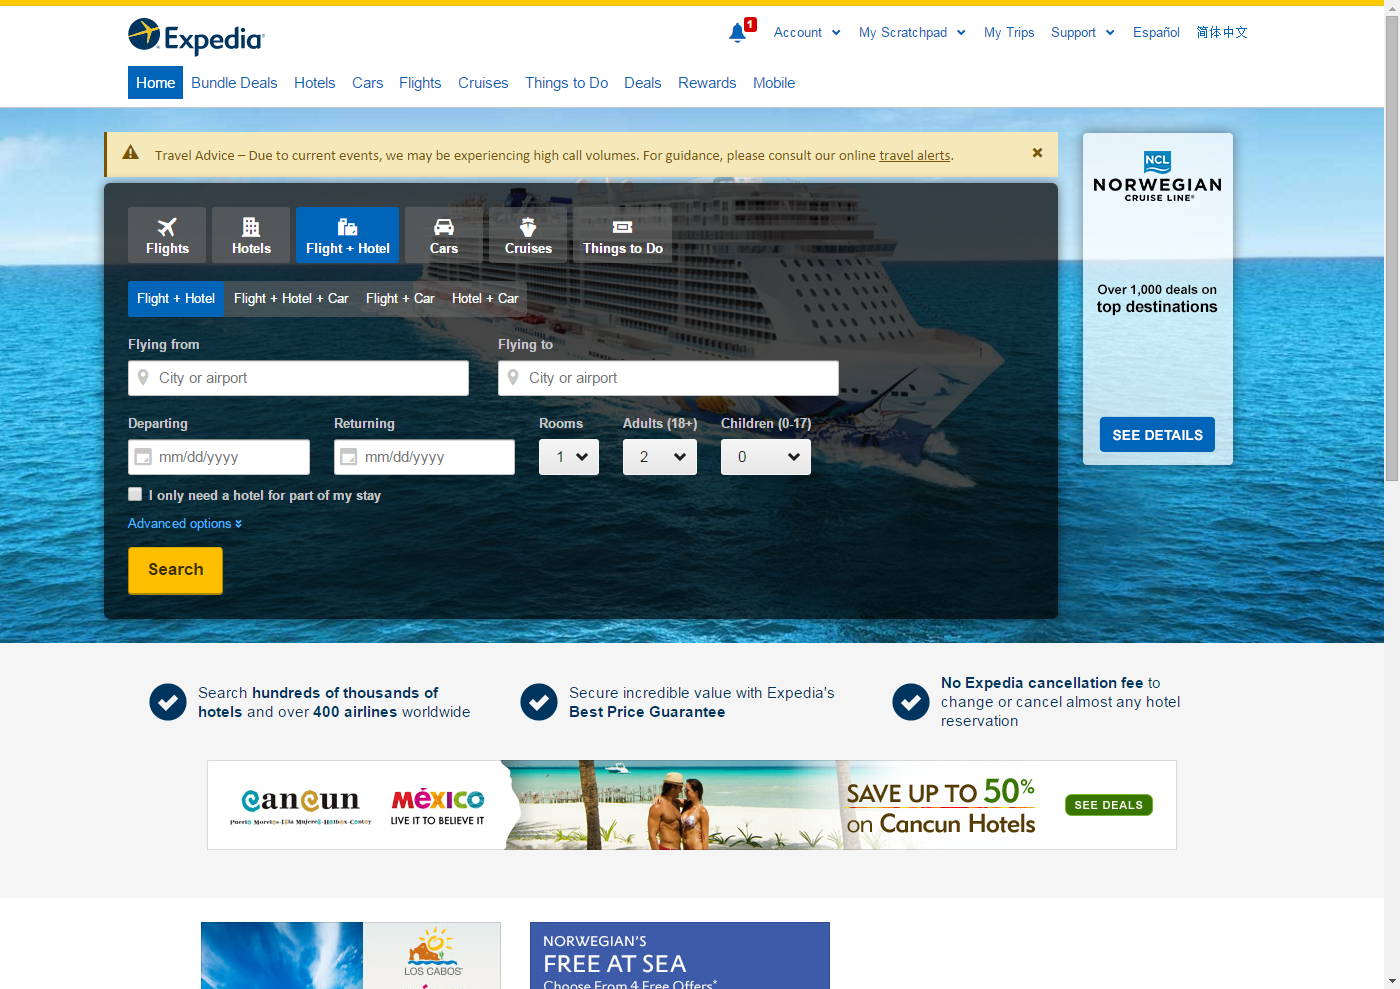 Expedia
1
Account
My Scratchpad
My Trips
Support
Español
简体中文
Home
Bundle Deals
Hotels
Cars
Flights
Cruises
Things to Do
Deals
Rewards
Mobile
Travel Advice – Due to current events, we may be experiencing high call volumes. For guidance, please consult our online travel alerts.
NCL
NORWEGIAN
CRUISE LINE®
Over 1,000 deals on
top destinations
SEE DETAILS
Flights
Hotels
Flight + Hotel
Cars
Cruises
Things to Do
Flight + Hotel
Flight + Hotel + Car
Flight + Car
Hotel + Car
Flying from
Flying to
City or airport
City or airport
Departing
Returning
Rooms
Adults (18+)
Children (0-17)
mm/dd/yyyy
mm/dd/yyyy
1
2
0
I only need a hotel for part of my stay
Advanced options
Search
Search hundreds of thousands of
hotels and over 400 airlines worldwide
Secure incredible value with Expedia's
Best Price Guarantee
No Expedia cancellation fee to
change or cancel almost any hotel
reservation
cancun
Puerto Morelos-Isla Mujeres-Holbox-Contoy
MÉXICO
LIVE IT TO BELIEVE IT
SAVE UP TO 50%
on Cancun Hotels
SEE DEALS
LOS CABOS
NORWEGIAN'S
FREE AT SEA
Choose From 4 Free Offers*